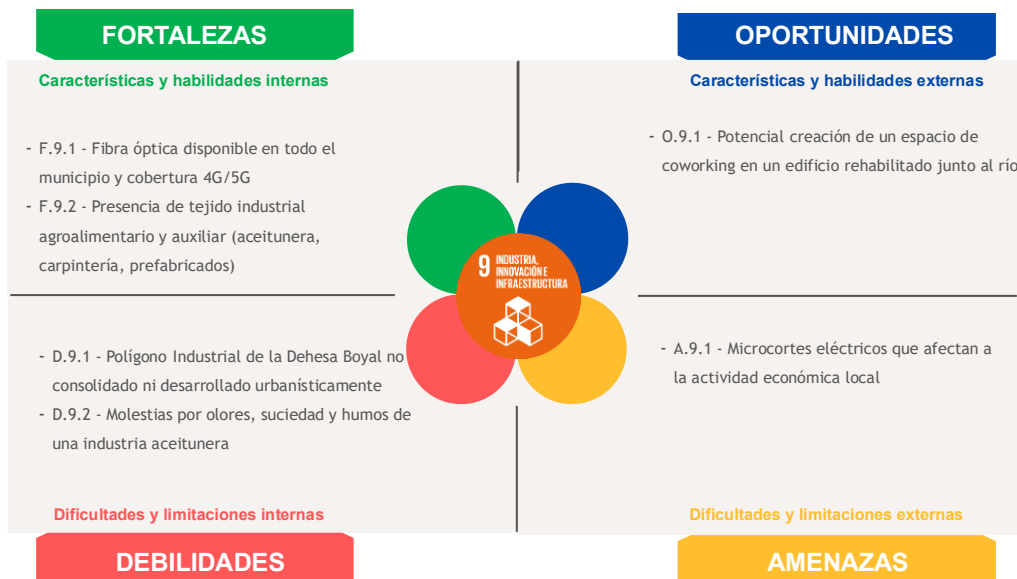 FORTALEZAS
Características y habilidades internas
- F.9.1 - Fibra óptica disponible en todo el
municipio y cobertura 4G/5G
- F.9.2 - Presencia de tejido industrial
agroalimentario y auxiliar (aceitunera,
carpintería, prefabricados)
OPORTUNIDADES
Características y habilidades externas
- O.9.1 - Potencial creación de un espacio de
coworking en un edificio rehabilitado junto al río
9 INDUSTRIA,
INNOVACIÓN E
INFRAESTRUCTURA
- D.9.1 - Polígono Industrial de la Dehesa Boyal no
consolidado ni desarrollado urbanísticamente
- D.9.2 - Molestias por olores, suciedad y humos de
una industria aceitunera
Dificultades y limitaciones internas
DEBILIDADES
- A.9.1 - Microcortes eléctricos que afectan a
la actividad económica local
Dificultades y limitaciones externas
AMENAZAS